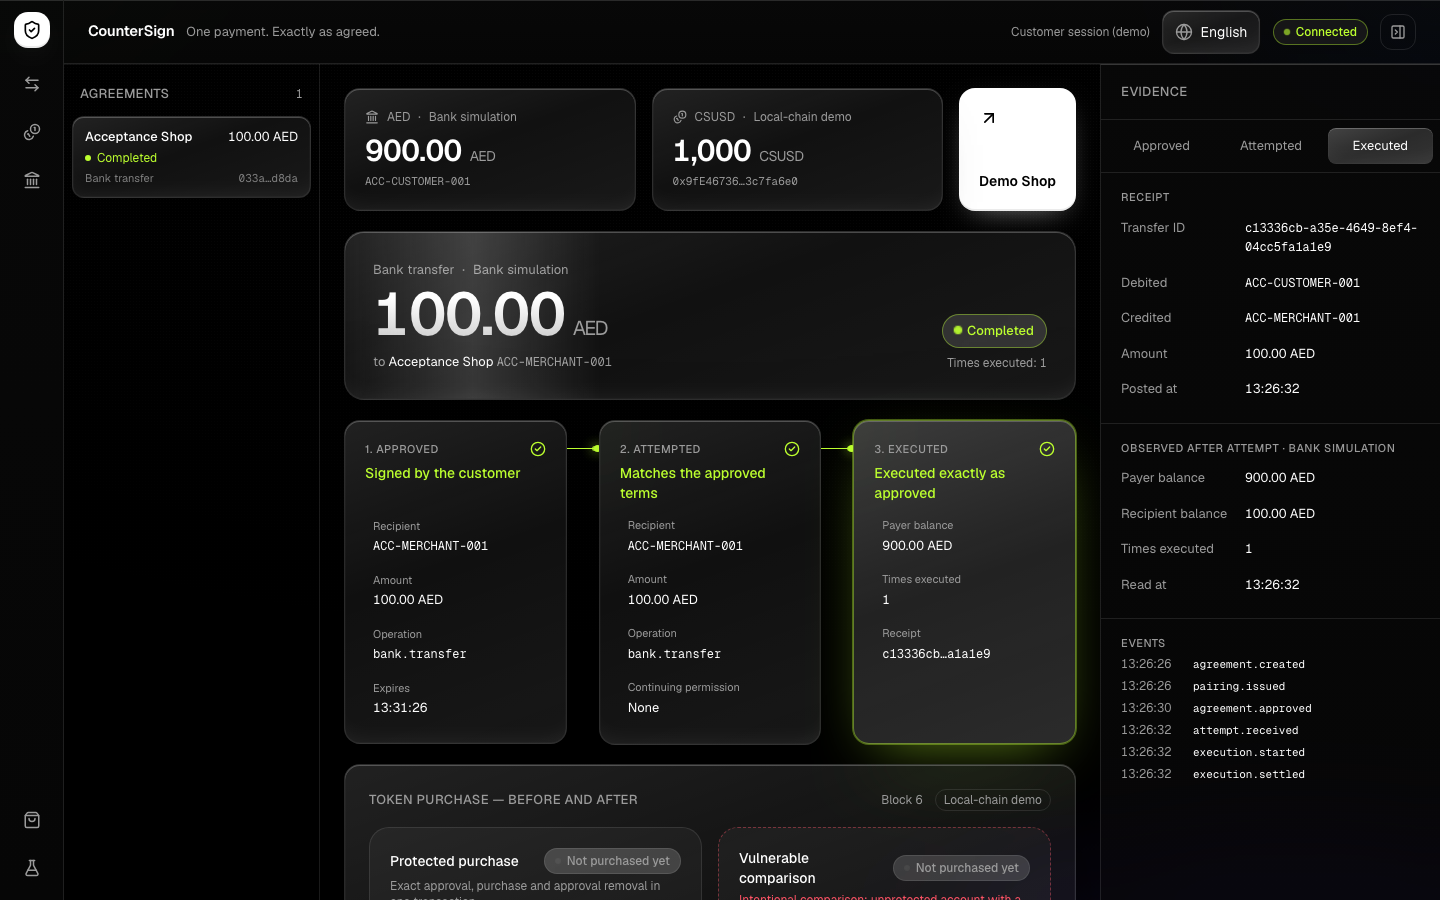 CounterSign One payment. Exactly as agreed.
Customer session (demo) English Connected
AGREEMENTS 1
Acceptance Shop 100.00 AED
Completed
Bank transfer 033a…d8da
AED · Bank simulation
900.00 AED
ACC-CUSTOMER-001
CSUSD · Local-chain demo
1,000 CSUSD
0x9fE46736…3c7fa6e0
Demo Shop
Bank transfer · Bank simulation
100.00 AED
to Acceptance Shop ACC-MERCHANT-001
Completed
Times executed: 1
1. APPROVED
Signed by the customer
Recipient
ACC-MERCHANT-001
Amount
100.00 AED
Operation
bank.transfer
Expires
13:31:26
2. ATTEMPTED
Matches the approved
terms
Recipient
ACC-MERCHANT-001
Amount
100.00 AED
Operation
bank.transfer
Continuing permission
None
3. EXECUTED
Executed exactly as
approved
Payer balance
900.00 AED
Times executed
1
Receipt
c13336cb…a1a1e9
TOKEN PURCHASE — BEFORE AND AFTER Block 6 Local-chain demo
Protected purchase Not purchased yet
Exact approval, purchase and approval removal in
one transaction
Vulnerable
comparison
Not purchased yet
Intentional comparison: unprotected account with a
EVIDENCE
Approved Attempted Executed
RECEIPT
Transfer ID c13336cb-a35e-4649-8ef4-
04cc5fa1a1e9
Debited ACC-CUSTOMER-001
Credited ACC-MERCHANT-001
Amount 100.00 AED
Posted at 13:26:32
OBSERVED AFTER ATTEMPT · BANK SIMULATION
Payer balance 900.00 AED
Recipient balance 100.00 AED
Times executed 1
Read at 13:26:32
EVENTS
13:26:26 agreement.created
13:26:26 pairing.issued
13:26:30 agreement.approved
13:26:32 attempt.received
13:26:32 execution.started
13:26:32 execution.settled